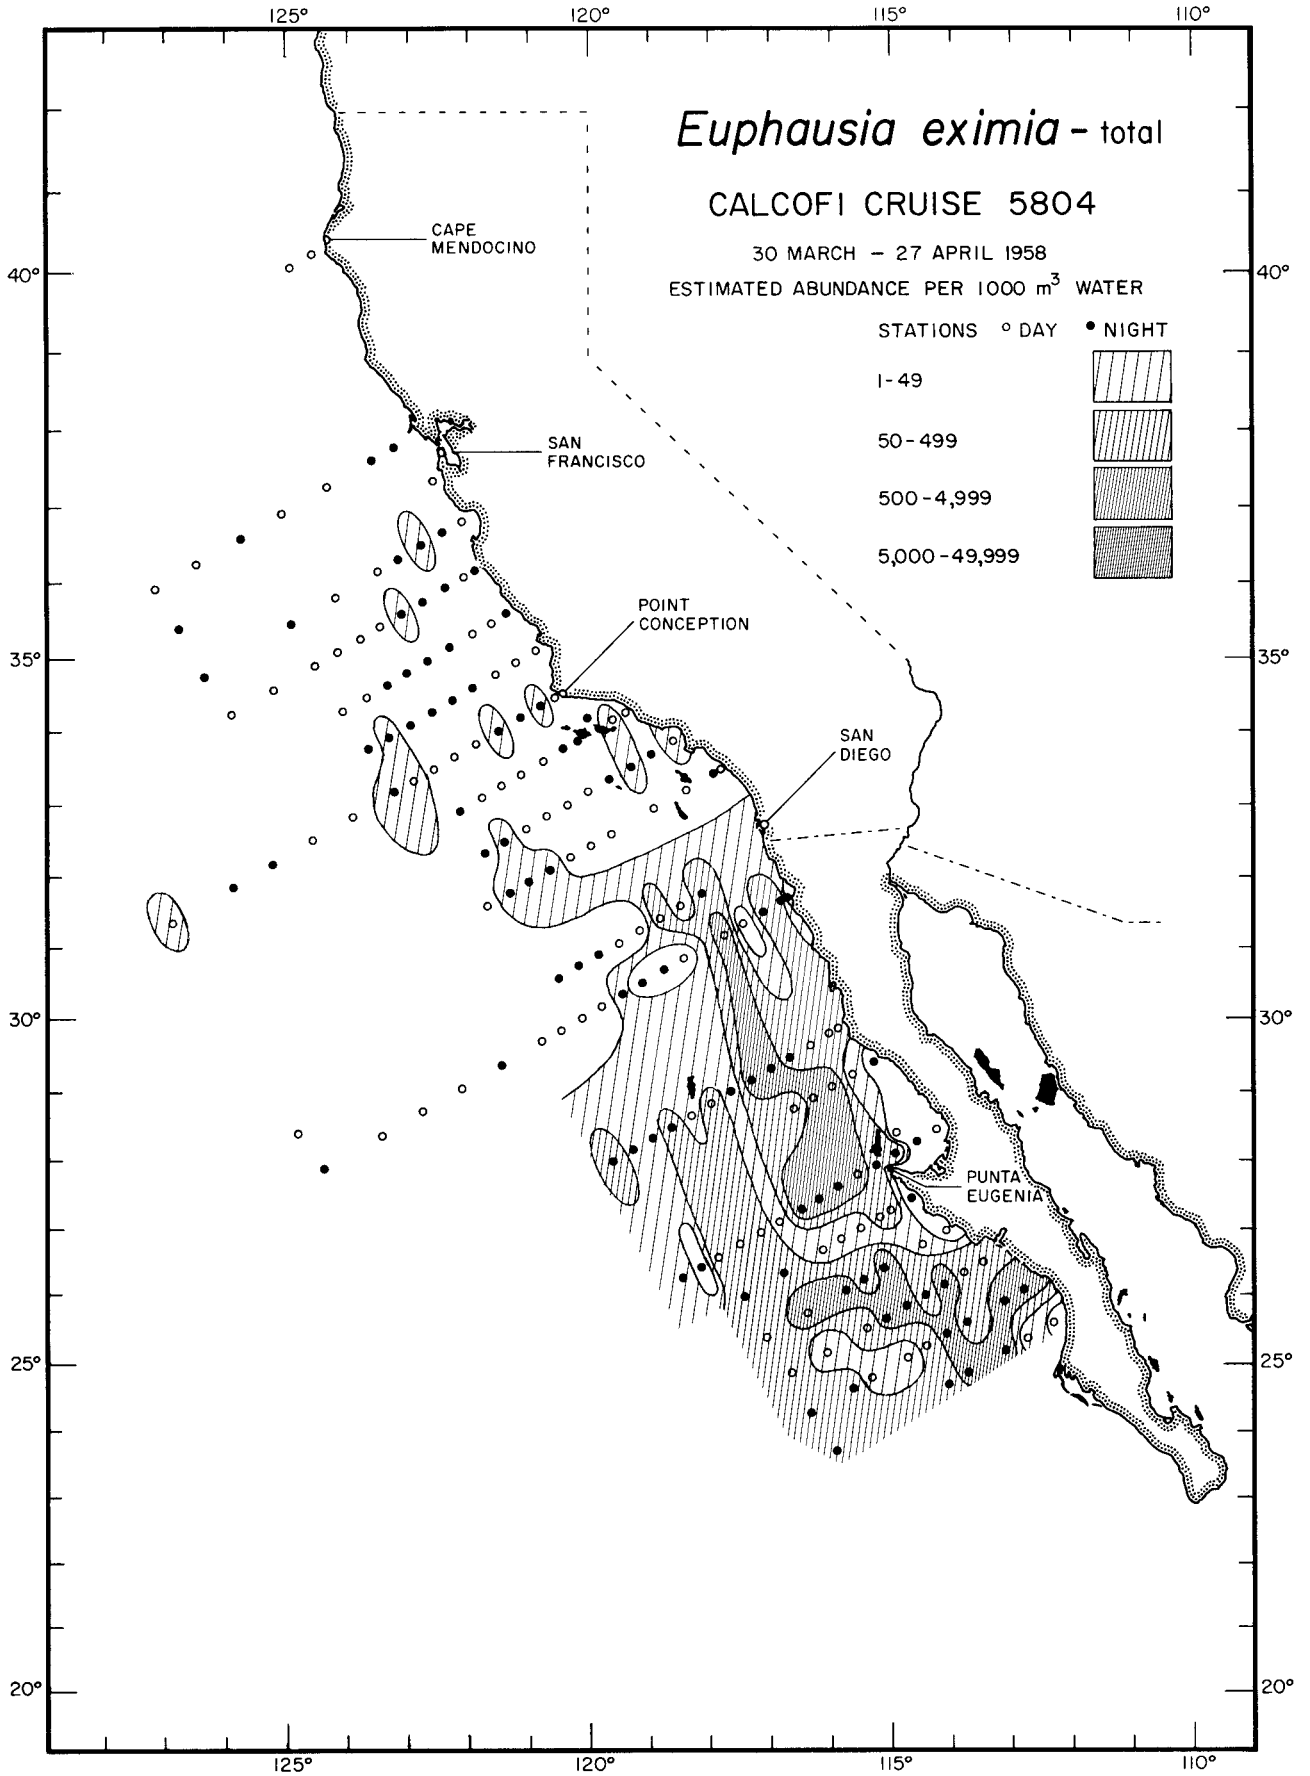 125° 120° 115° 110°
Euphausia eximia - total
CALCOFI CRUISE 5804
30 MARCH - 27 APRIL 1958
ESTIMATED ABUNDANCE PER 1000 m³ WATER
STATIONS ○ DAY ● NIGHT
1-49
50-499
500-4,999
5,000-49,999
CAPE
MENDOCINO
40° 40°
SAN
FRANCISCO
POINT
CONCEPTION
35° 35°
SAN
DIEGO
30° 30°
PUNTA
EUGENIA
25° 25°
20° 20°
125° 120° 115° 110°